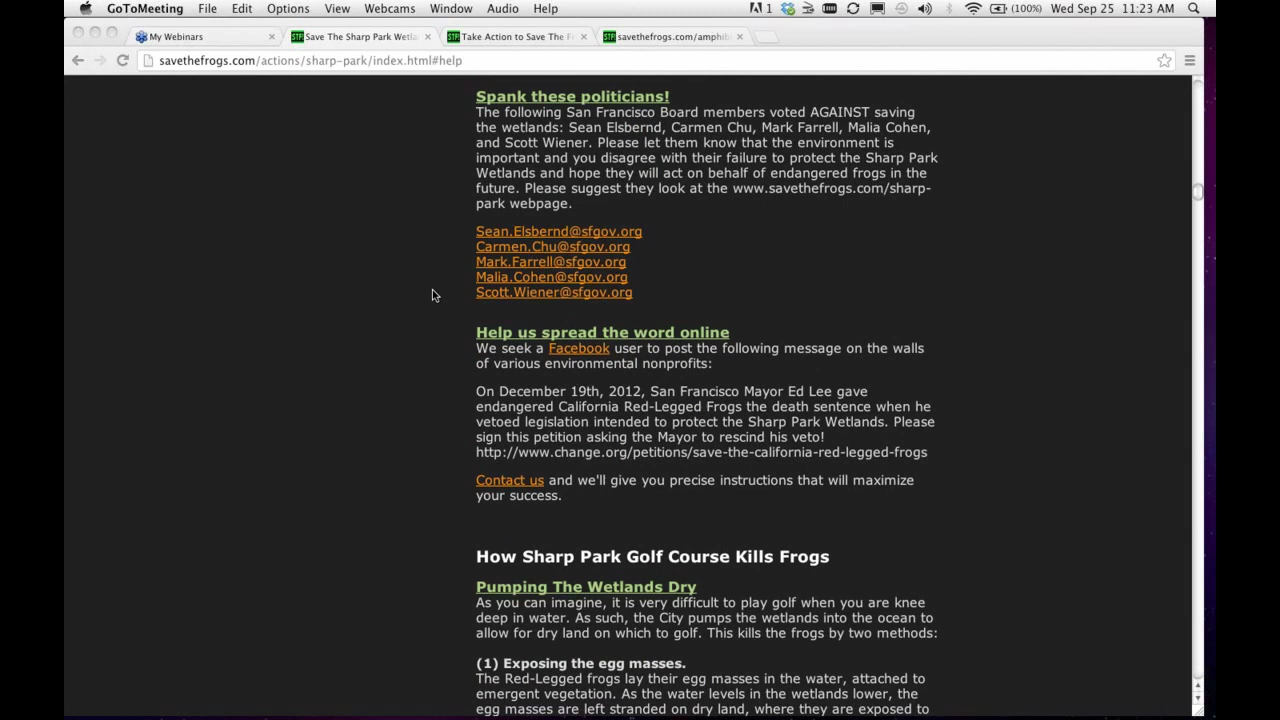 GoToMeeting File Edit Options View Webcams Window Audio Help 1 (100%) Wed Sep 25 11:23 AM
My Webinars Save The Sharp Park Wetla Take Action to Save The F savethefrogs.com/amphib
savethefrogs.com/actions/sharp-park/index.html#help
Spank these politicians!
The following San Francisco Board members voted AGAINST saving
the wetlands: Sean Elsbernd, Carmen Chu, Mark Farrell, Malia Cohen,
and Scott Wiener. Please let them know that the environment is
important and you disagree with their failure to protect the Sharp Park
Wetlands and hope they will act on behalf of endangered frogs in the
future. Please suggest they look at the www.savethefrogs.com/sharp-
park webpage.
Sean.Elsbernd@sfgov.org
Carmen.Chu@sfgov.org
Mark.Farrell@sfgov.org
Malia.Cohen@sfgov.org
Scott.Wiener@sfgov.org
Help us spread the word online
We seek a Facebook user to post the following message on the walls
of various environmental nonprofits:
On December 19th, 2012, San Francisco Mayor Ed Lee gave
endangered California Red-Legged Frogs the death sentence when he
vetoed legislation intended to protect the Sharp Park Wetlands. Please
sign this petition asking the Mayor to rescind his veto!
http://www.change.org/petitions/save-the-california-red-legged-frogs
Contact us and we'll give you precise instructions that will maximize
your success.
How Sharp Park Golf Course Kills Frogs
Pumping The Wetlands Dry
As you can imagine, it is very difficult to play golf when you are knee
deep in water. As such, the City pumps the wetlands into the ocean to
allow for dry land on which to golf. This kills the frogs by two methods:
(1) Exposing the egg masses.
The Red-Legged frogs lay their egg masses in the water, attached to
emergent vegetation. As the water levels in the wetlands lower, the
egg masses are left stranded on dry land, where they are exposed to